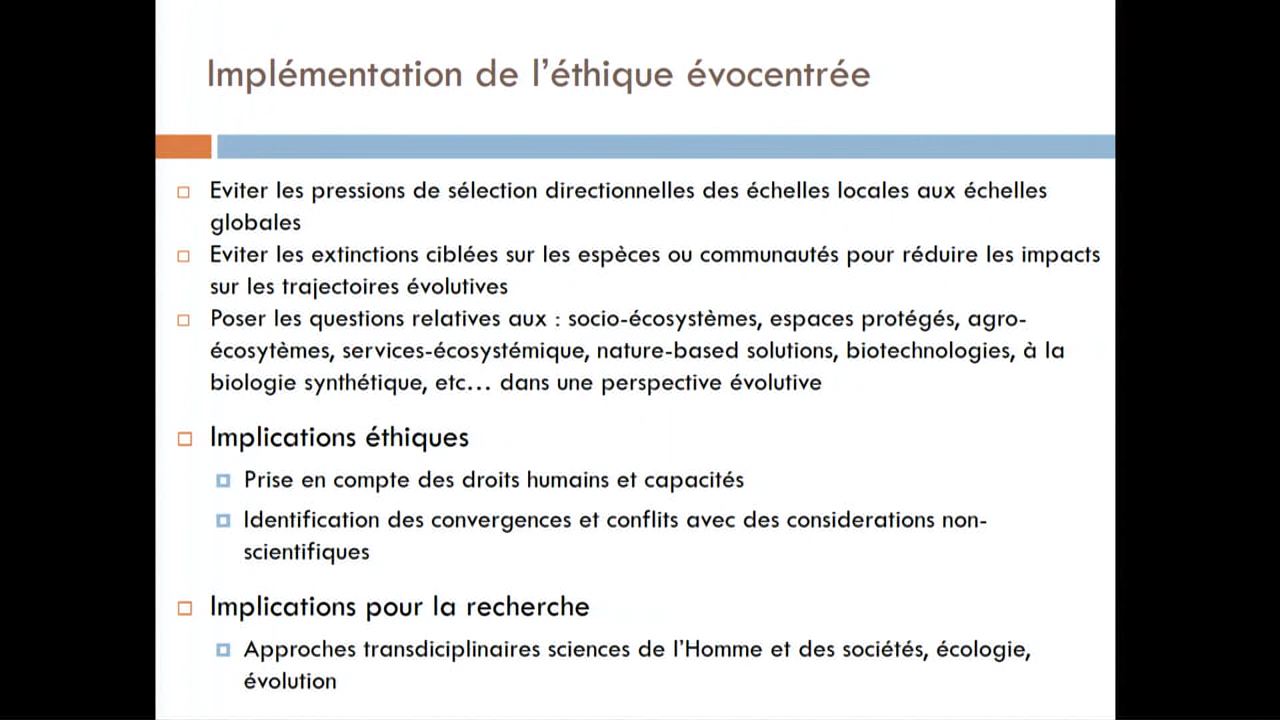 Implémentation de l'éthique évocentrée
Eviter les pressions de sélection directionnelles des échelles locales aux échelles
globales
Eviter les extinctions ciblées sur les espèces ou communautés pour réduire les impacts
sur les trajectoires évolutives
Poser les questions relatives aux : socio-écosystèmes, espaces protégés, agro-
écosytèmes, services-écosystémique, nature-based solutions, biotechnologies, à la
biologie synthétique, etc... dans une perspective évolutive
Implications éthiques
Prise en compte des droits humains et capacités
Identification des convergences et conflits avec des considerations non-
scientifiques
Implications pour la recherche
Approches transdiciplinaires sciences de l'Homme et des sociétés, écologie,
évolution